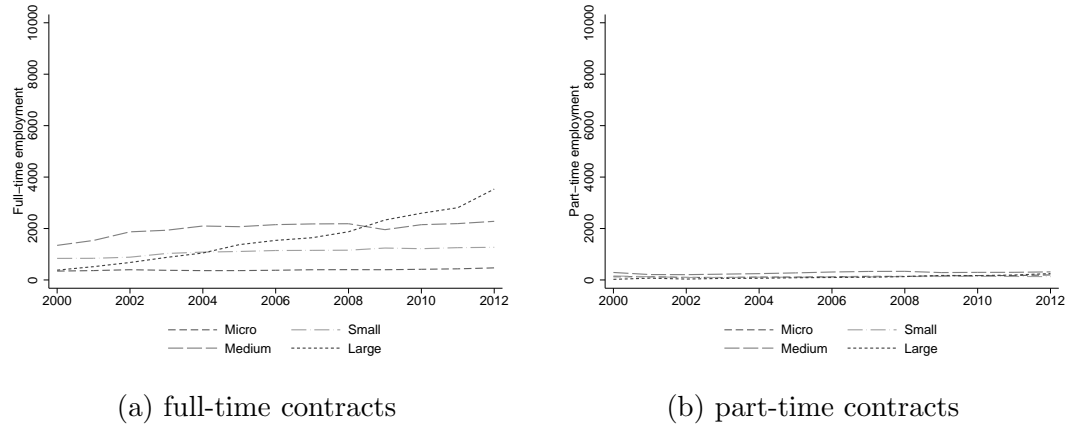 10000
8000
6000
4000
2000
0
Full−time employment
2000 2002 2004 2006 2008 2010 2012
Micro Small
Medium Large
(a) full-time contracts
10000
8000
6000
4000
2000
0
Part−time employment
2000 2002 2004 2006 2008 2010 2012
Micro Small
Medium Large
(b) part-time contracts